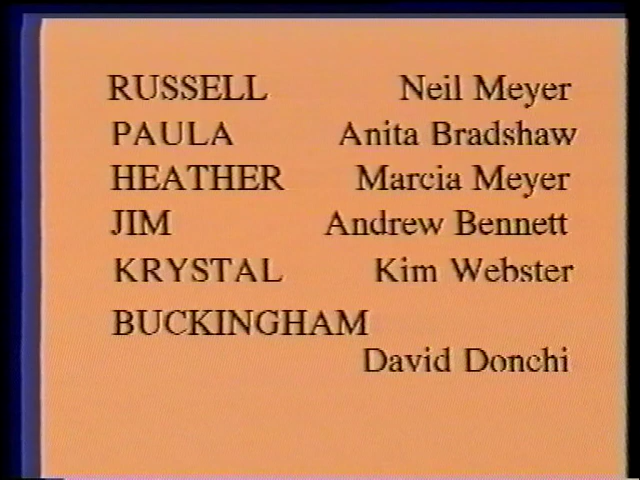 RUSSELL Neil Meyer
PAULA Anita Bradshaw
HEATHER Marcia Meyer
JIM Andrew Bennett
KRYSTAL Kim Webster
BUCKINGHAM
David Donchi